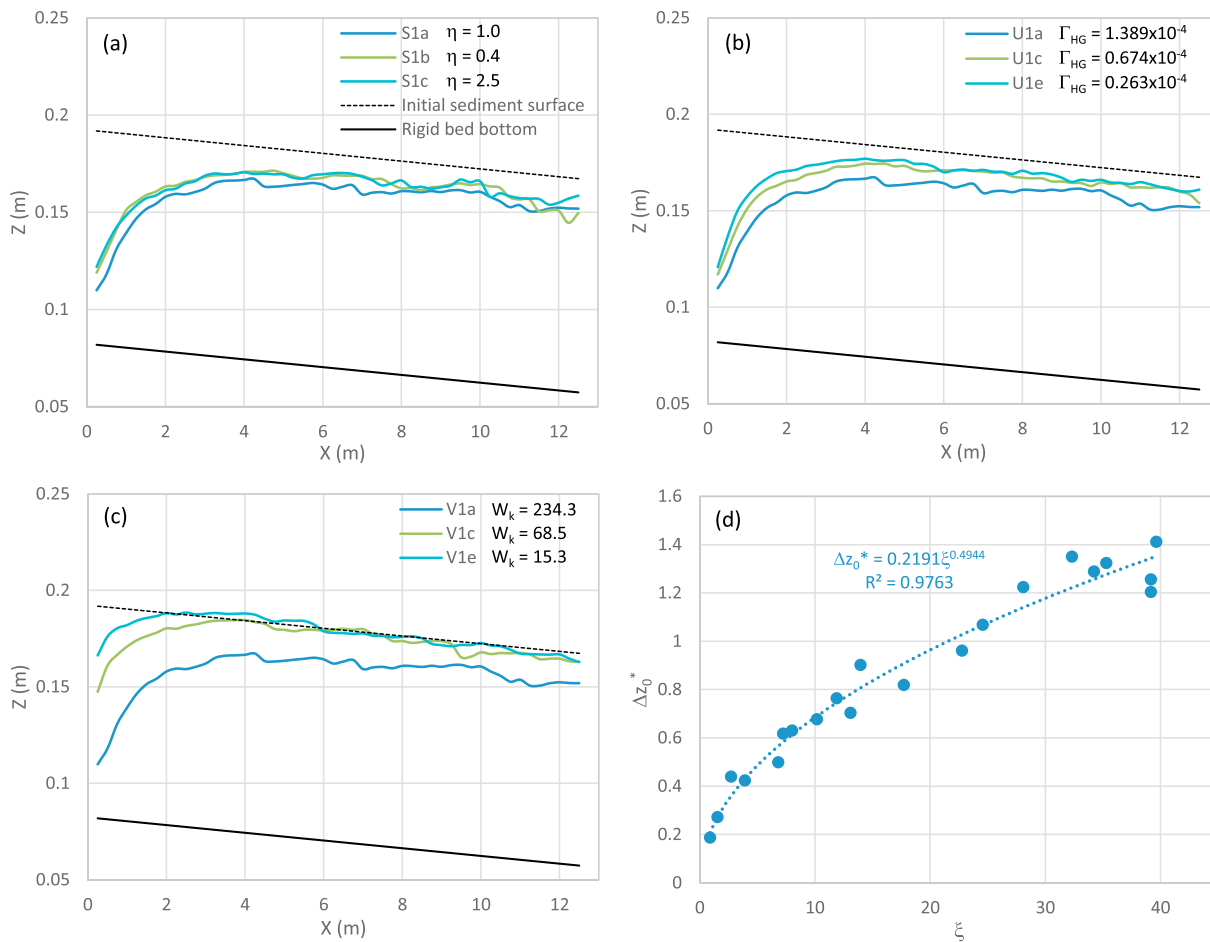 (a)
S1a η = 1.0
S1b η = 0.4
S1c η = 2.5
Initial sediment surface
Rigid bed bottom
0.25
0.2
0.15
0.1
0.05
Z (m)
0 2 4 6 8 10 12
X (m)
(b)
U1a Γ_HG = 1.389x10^-4
U1c Γ_HG = 0.674x10^-4
U1e Γ_HG = 0.263x10^-4
0.25
0.2
0.15
0.1
0.05
Z (m)
0 2 4 6 8 10 12
X (m)
(c)
V1a W_k = 234.3
V1c W_k = 68.5
V1e W_k = 15.3
0.25
0.2
0.15
0.1
0.05
Z (m)
0 2 4 6 8 10 12
X (m)
(d)
Δz_0* = 0.2191ξ^0.4944
R² = 0.9763
1.6
1.4
1.2
1
0.8
0.6
0.4
0.2
0
Δz_0^*
0 10 20 30 40
ξ